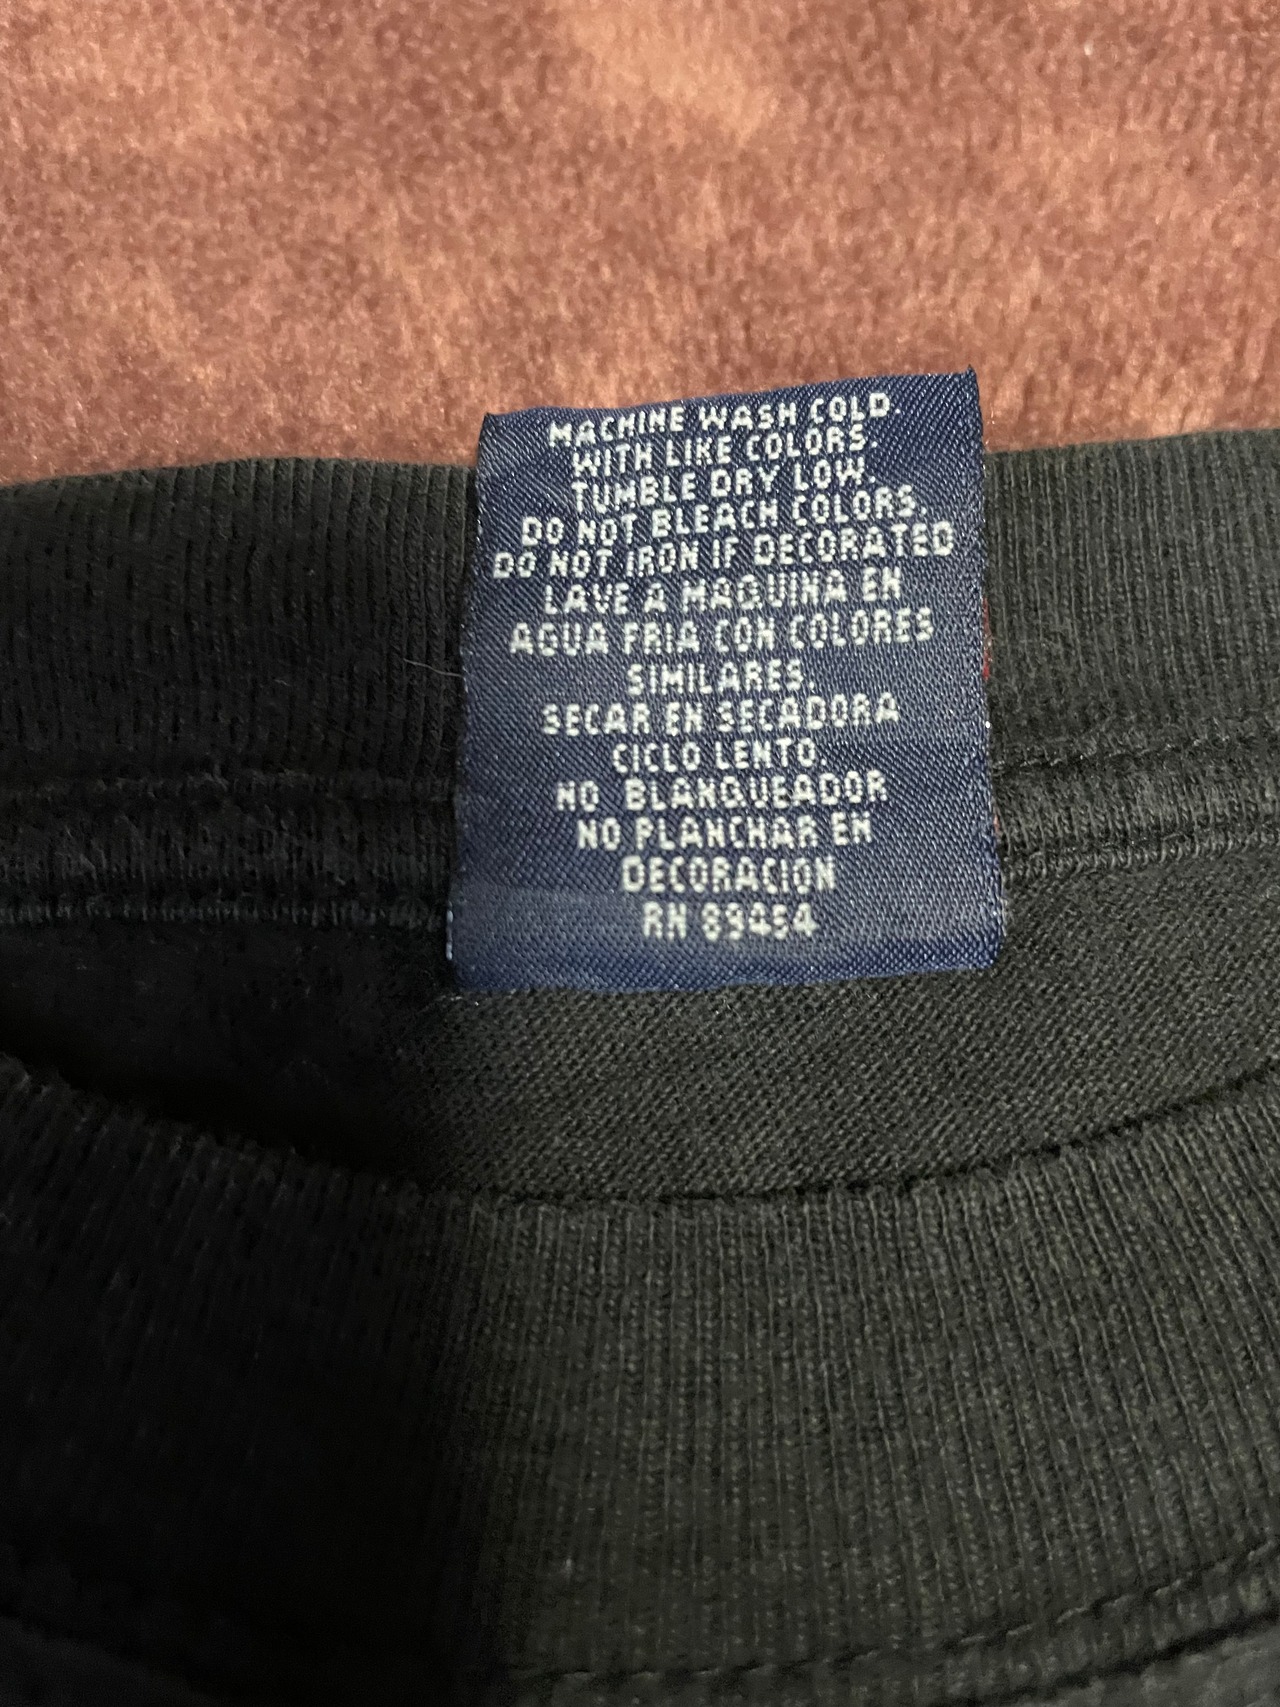 MACHINE WASH COLD.
WITH LIKE COLORS.
TUMBLE DRY LOW.
DO NOT BLEACH COLORS.
DO NOT IRON IF DECORATED
LAVE A MAQUINA EN
AGUA FRIA CON COLORES
SIMILARES.
SECAR EN SECADORA
CICLO LENTO.
NO BLANQUEADOR
NO PLANCHAR EN
DECORACION
RN 89454